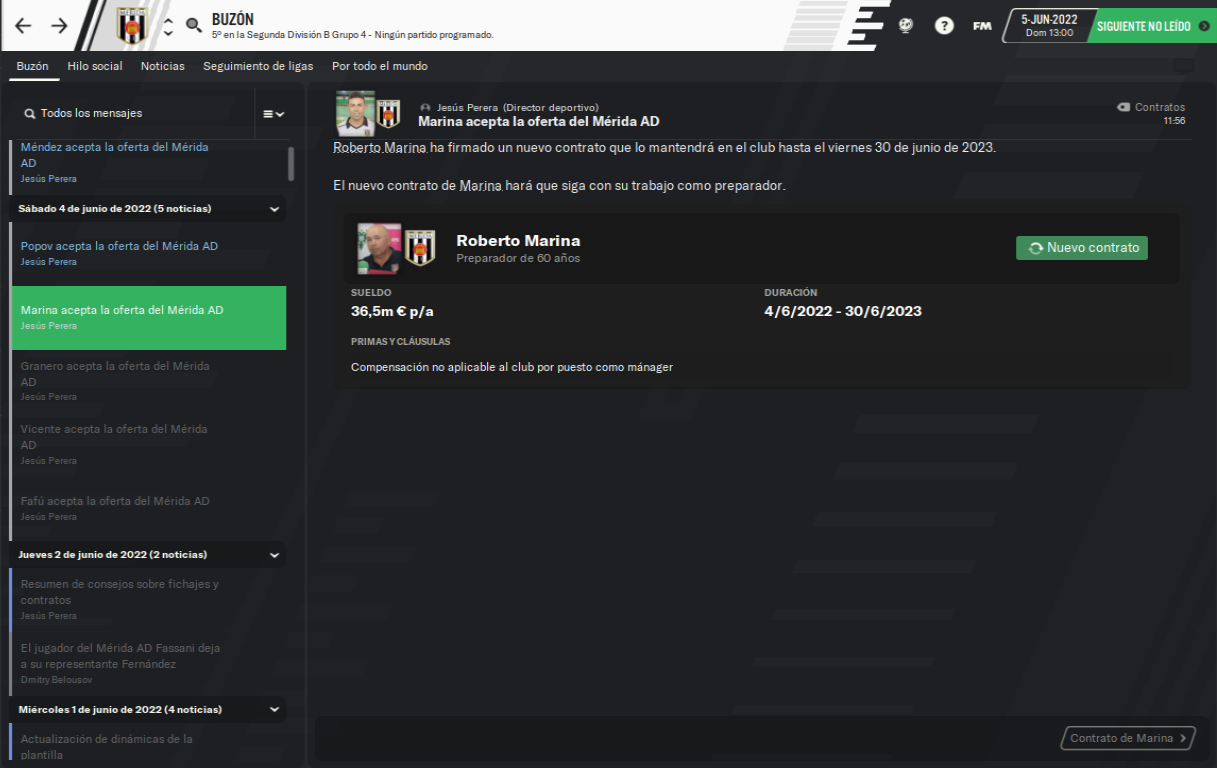 BUZÓN
5º en la Segunda División B Grupo 4 - Ningún partido programado.
?
FM
5-JUN-2022
Dom 13:00
SIGUIENTE NO LEÍDO
Buzón
Hilo social
Noticias
Seguimiento de ligas
Por todo el mundo
Todos los mensajes
Méndez acepta la oferta del Mérida
AD
Jesús Perera
Sábado 4 de junio de 2022 (5 noticias)
Popov acepta la oferta del Mérida AD
Jesús Perera
Marina acepta la oferta del Mérida AD
Jesús Perera
Granero acepta la oferta del Mérida
AD
Jesús Perera
Vicente acepta la oferta del Mérida
AD
Jesús Perera
Fafú acepta la oferta del Mérida AD
Jesús Perera
Jueves 2 de junio de 2022 (2 noticias)
Resumen de consejos sobre fichajes y
contratos
Jesús Perera
El jugador del Mérida AD Fassani deja
a su representante Fernández
Dmitry Belousov
Miércoles 1 de junio de 2022 (4 noticias)
Actualización de dinámicas de la
plantilla
Jesús Perera (Director deportivo)
Marina acepta la oferta del Mérida AD
Contratos
11:56
Roberto Marina ha firmado un nuevo contrato que lo mantendrá en el club hasta el viernes 30 de junio de 2023.
El nuevo contrato de Marina hará que siga con su trabajo como preparador.
Roberto Marina
Preparador de 60 años
Nuevo contrato
SUELDO
36,5m € p/a
DURACIÓN
4/6/2022 - 30/6/2023
PRIMAS Y CLÁUSULAS
Compensación no aplicable al club por puesto como mánager
Contrato de Marina